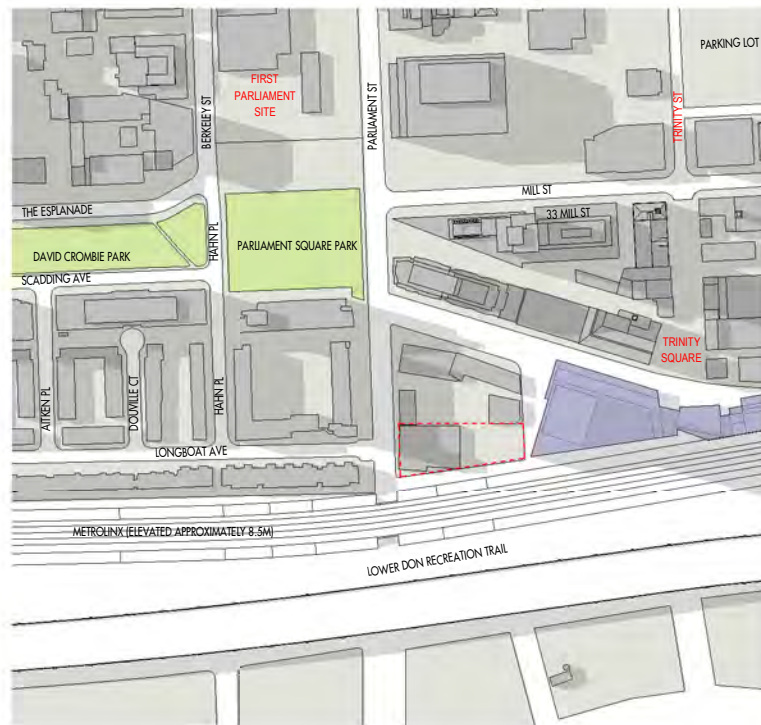 PARKING LOT
FIRST
PARLIAMENT
SITE
BERKELEY ST
PARLIAMENT ST
TRINITY ST
MILL ST
THE ESPLANADE
33 MILL ST
HAHN PL
PARLIAMENT SQUARE PARK
DAVID CROMBIE PARK
SCADDING AVE
TRINITY
SQUARE
AITKEN PL
DOUVILLE CT
HAHN PL
LONGBOAT AVE
METROLINX (ELEVATED APPROXIMATELY 8.5M)
LOWER DON RECREATION TRAIL